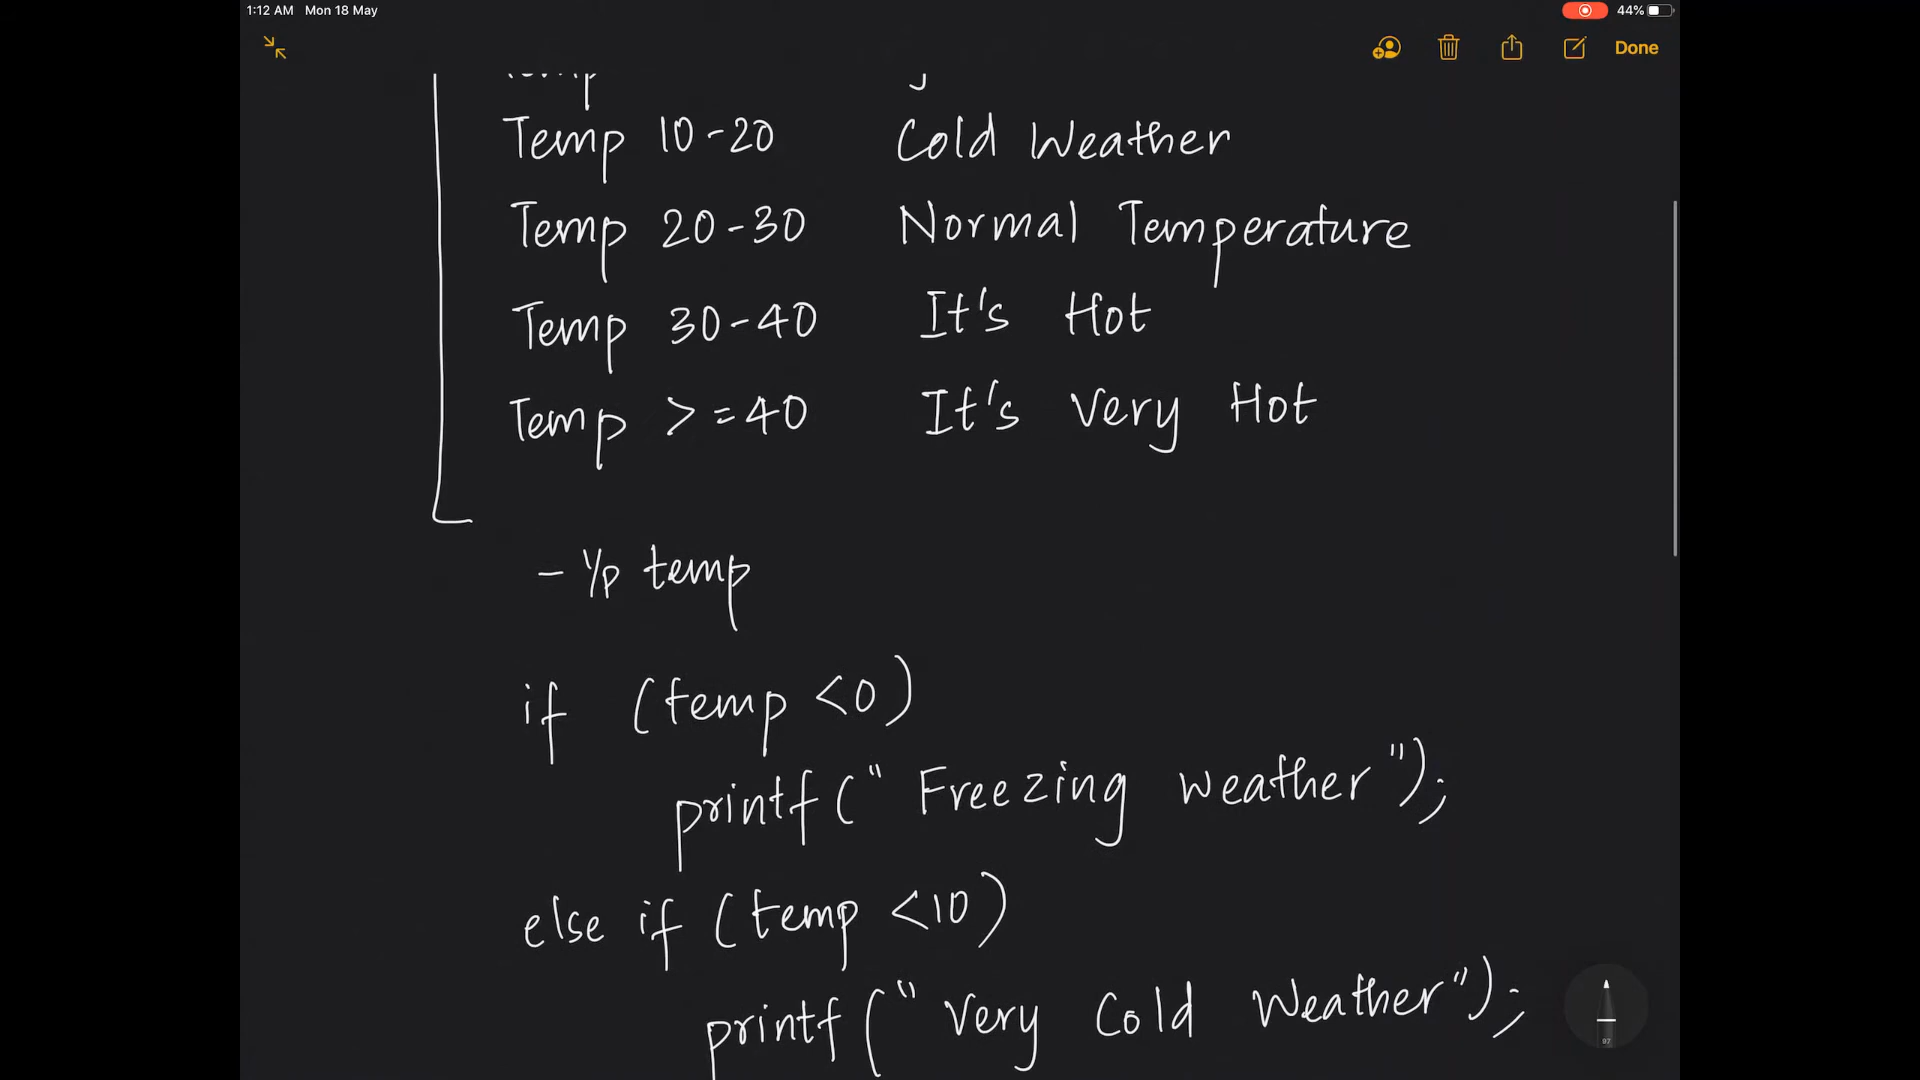 1:12 AM Mon 18 May
44%
Done
Temp 10-20 Cold Weather
Temp 20-30 Normal Temperature
Temp 30-40 It's Hot
Temp >=40 It's Very Hot
- I/p temp
if (temp <0)
printf(" Freezing weather");
else if (temp <10)
printf(" Very Cold Weather");
97